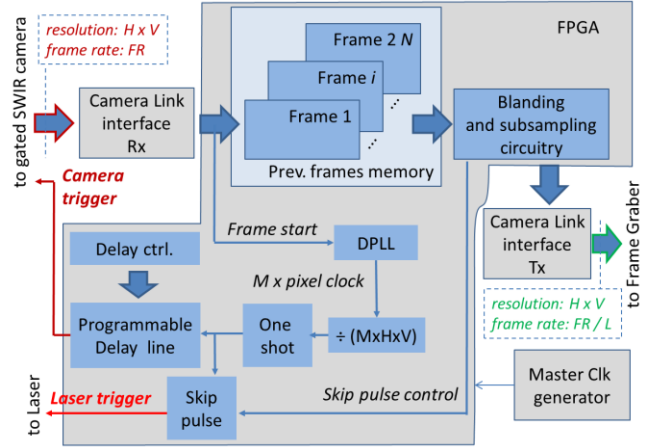 resolution: H x V
frame rate: FR
FPGA
to gated SWIR camera
Camera Link
interface
Rx
Frame 2 N
Frame i
Frame 1
Prev. frames memory
Blanding
and subsampling
circuitry
Camera
trigger
Frame start
Delay ctrl.
DPLL
Camera Link
interface
Tx
to Frame Graber
M x pixel clock
resolution: H x V
frame rate: FR / L
Programmable
Delay line
One
shot
÷ (MxHxV)
to Laser
Laser trigger
Skip
pulse
Skip pulse control
Master Clk
generator